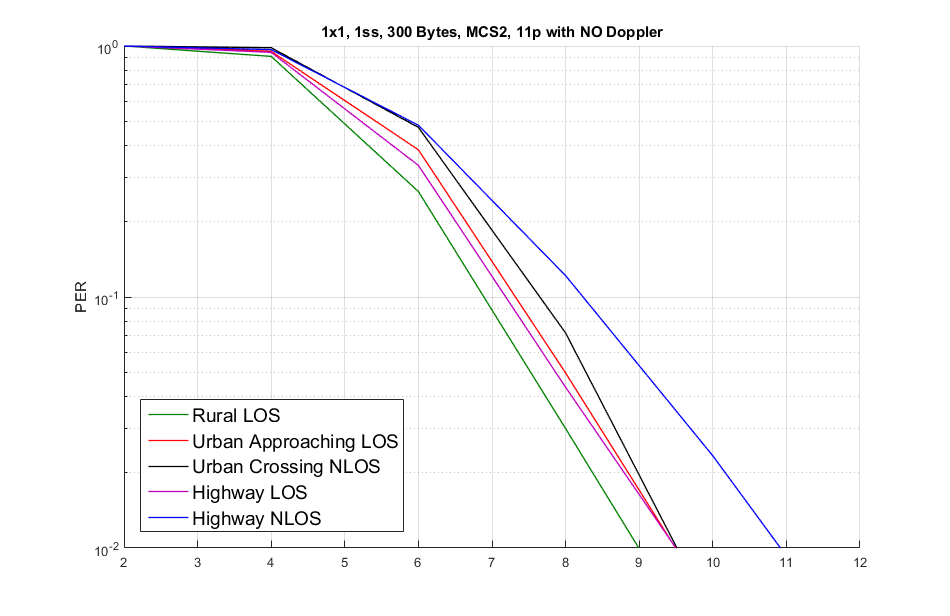 1x1, 1ss, 300 Bytes, MCS2, 11p with NO Doppler
10^0
10^-1
10^-2
PER
Rural LOS
Urban Approaching LOS
Urban Crossing NLOS
Highway LOS
Highway NLOS
2 3 4 5 6 7 8 9 10 11 12